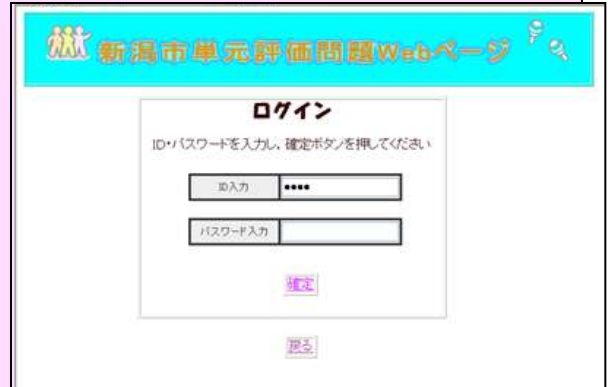 新潟市単元評価問題Webページ
ログイン
ID・パスワードを入力し、確定ボタンを押してください
ID入力 ••••
パスワード入力
確定
戻る